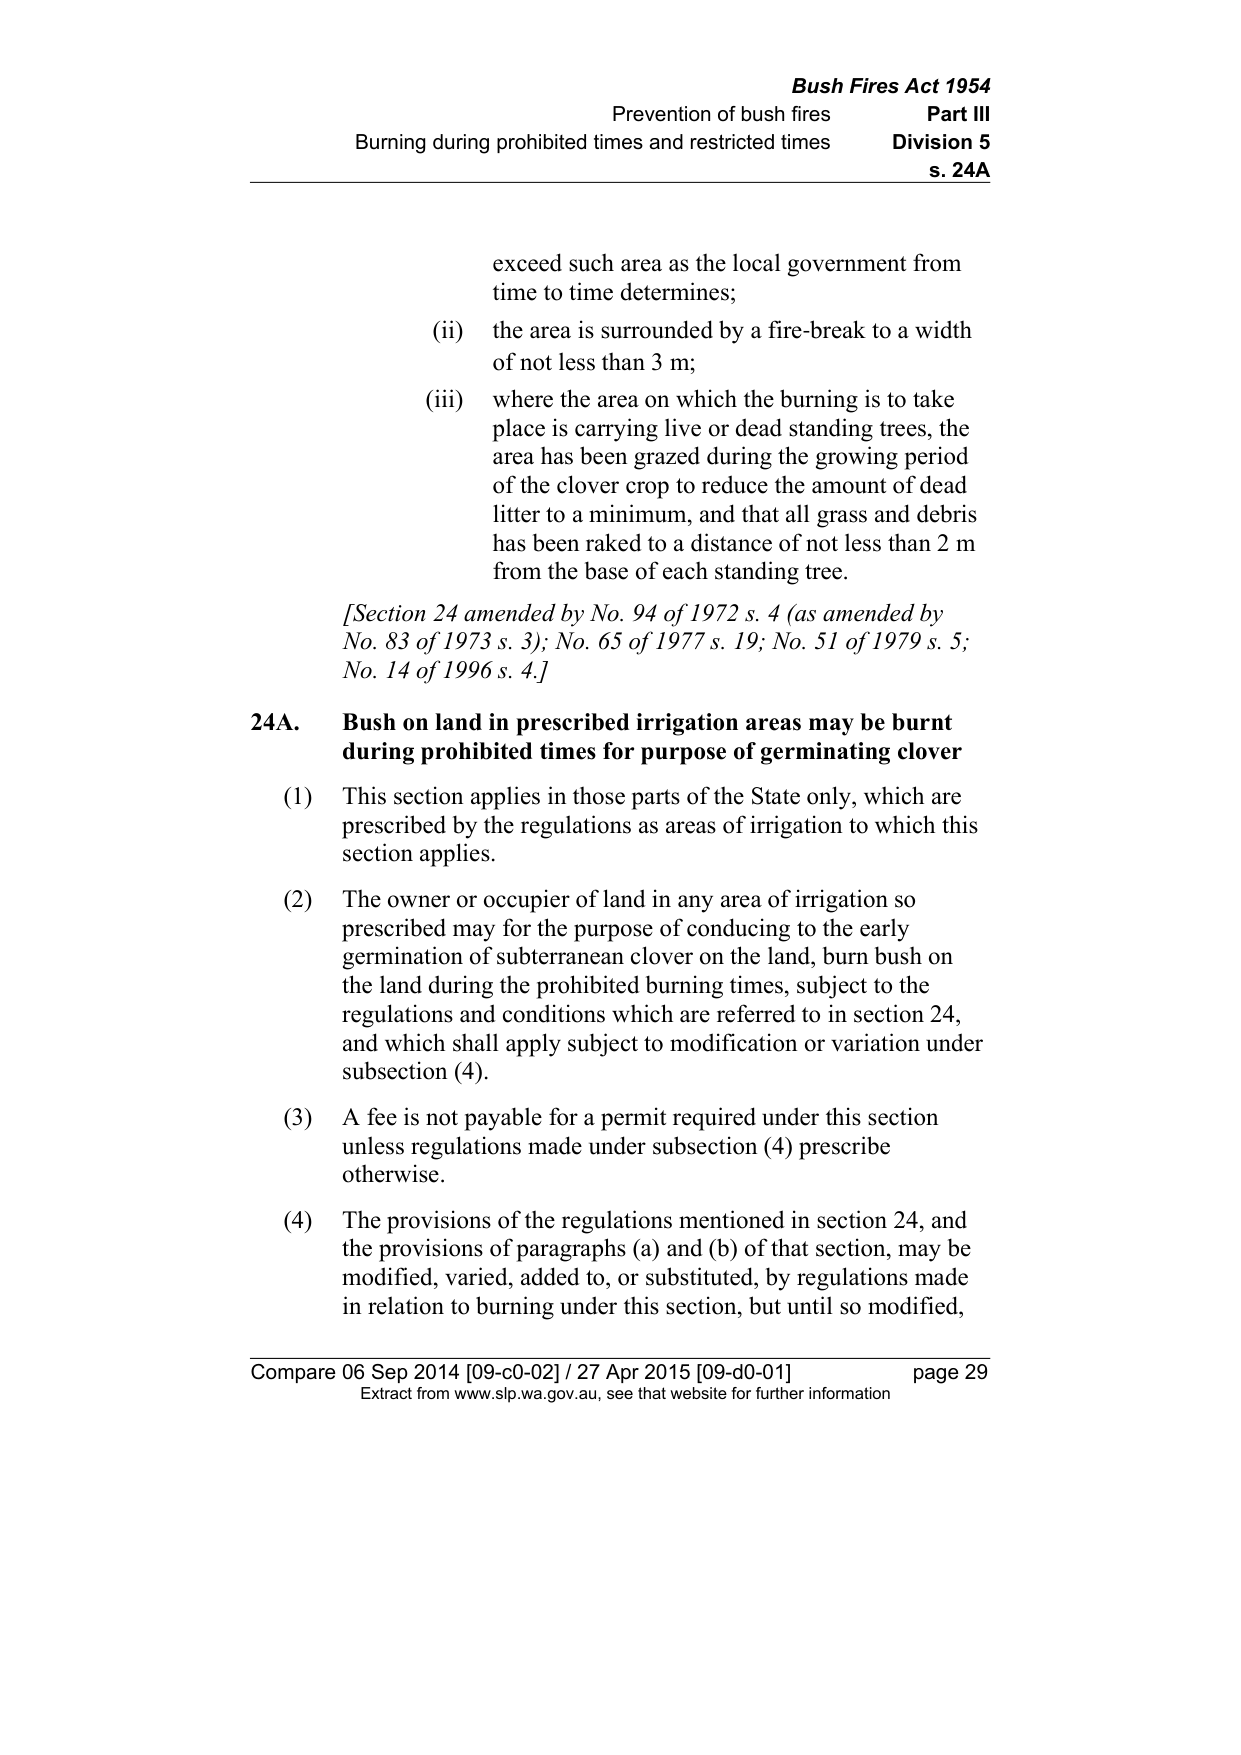 Bush Fires Act 1954
Prevention of bush fires Part III
Burning during prohibited times and restricted times Division 5
s. 24A
exceed such area as the local government from
time to time determines;
(ii) the area is surrounded by a fire-break to a width
of not less than 3 m;
(iii) where the area on which the burning is to take
place is carrying live or dead standing trees, the
area has been grazed during the growing period
of the clover crop to reduce the amount of dead
litter to a minimum, and that all grass and debris
has been raked to a distance of not less than 2 m
from the base of each standing tree.
[Section 24 amended by No. 94 of 1972 s. 4 (as amended by
No. 83 of 1973 s. 3); No. 65 of 1977 s. 19; No. 51 of 1979 s. 5;
No. 14 of 1996 s. 4.]
24A. Bush on land in prescribed irrigation areas may be burnt
during prohibited times for purpose of germinating clover
(1) This section applies in those parts of the State only, which are
prescribed by the regulations as areas of irrigation to which this
section applies.
(2) The owner or occupier of land in any area of irrigation so
prescribed may for the purpose of conducing to the early
germination of subterranean clover on the land, burn bush on
the land during the prohibited burning times, subject to the
regulations and conditions which are referred to in section 24,
and which shall apply subject to modification or variation under
subsection (4).
(3) A fee is not payable for a permit required under this section
unless regulations made under subsection (4) prescribe
otherwise.
(4) The provisions of the regulations mentioned in section 24, and
the provisions of paragraphs (a) and (b) of that section, may be
modified, varied, added to, or substituted, by regulations made
in relation to burning under this section, but until so modified,
Compare 06 Sep 2014 [09-c0-02] / 27 Apr 2015 [09-d0-01] page 29
Extract from www.slp.wa.gov.au, see that website for further information